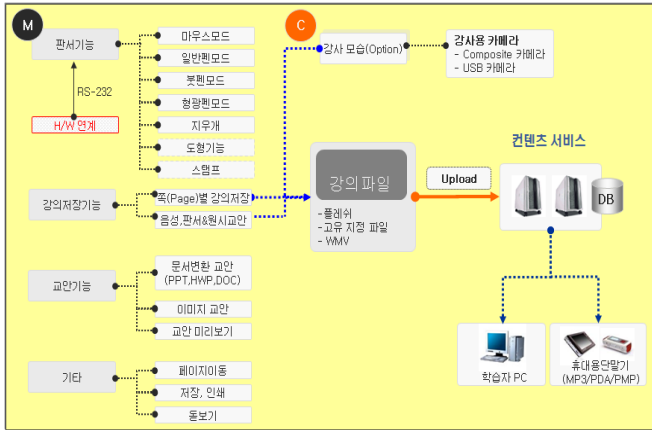 M
판서기능
마우스모드
일반펜모드
붓펜모드
형광펜모드
지우개
도형기능
스탬프
RS-232
H/W 연계
강의저장기능
쪽(Page)별 강의저장
음성,판서&원시교안
교안기능
문서변환 교안
(PPT,HWP,DOC)
이미지 교안
교안 미리보기
기타
페이지이동
저장, 인쇄
돋보기
C
강사 모습(Option)
강사용 카메라
- Composite 카메라
- USB 카메라
강의파일
-플레쉬
-고유 지정 파일
- WMV
Upload
컨텐츠 서비스
DB
학습자 PC
휴대용단말기
(MP3/PDA/PMP)